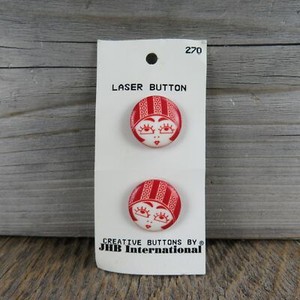 270
LASER BUTTON
CREATIVE BUTTONS BY
JHB International®